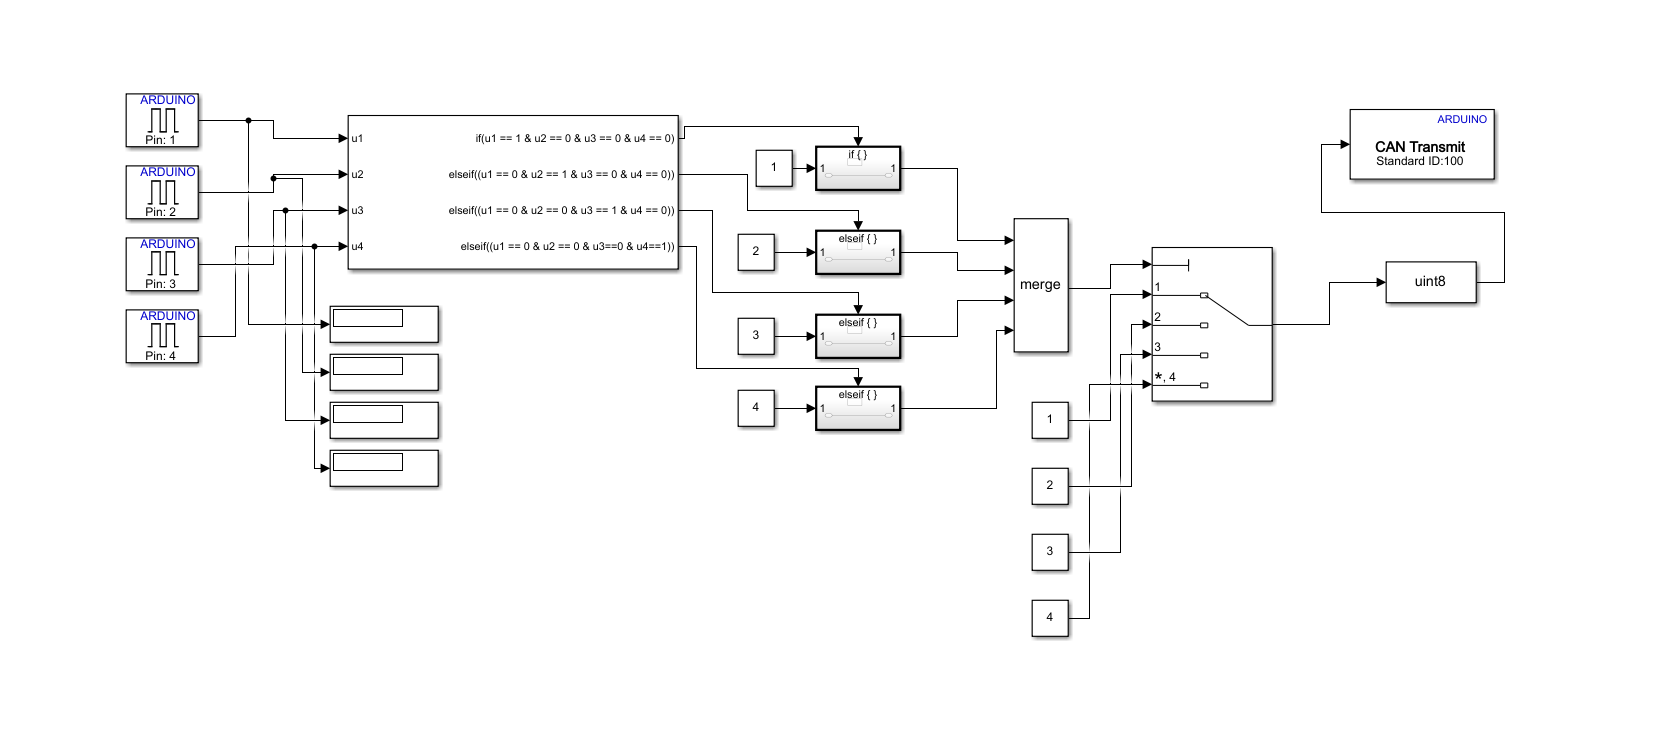 ARDUINO
Pin: 1
ARDUINO
Pin: 2
ARDUINO
Pin: 3
ARDUINO
Pin: 4
u1
u2
u3
u4
if(u1 == 1 & u2 == 0 & u3 == 0 & u4 == 0)
elseif((u1 == 0 & u2 == 1 & u3 == 0 & u4 == 0))
elseif((u1 == 0 & u2 == 0 & u3 == 1 & u4 == 0))
elseif((u1 == 0 & u2 == 0 & u3==0 & u4==1))
1
if { }
1
1
2
elseif { }
1
1
3
elseif { }
1
1
4
elseif { }
1
1
merge
1
2
3
*, 4
1
2
3
4
uint8
ARDUINO
CAN Transmit
Standard ID:100